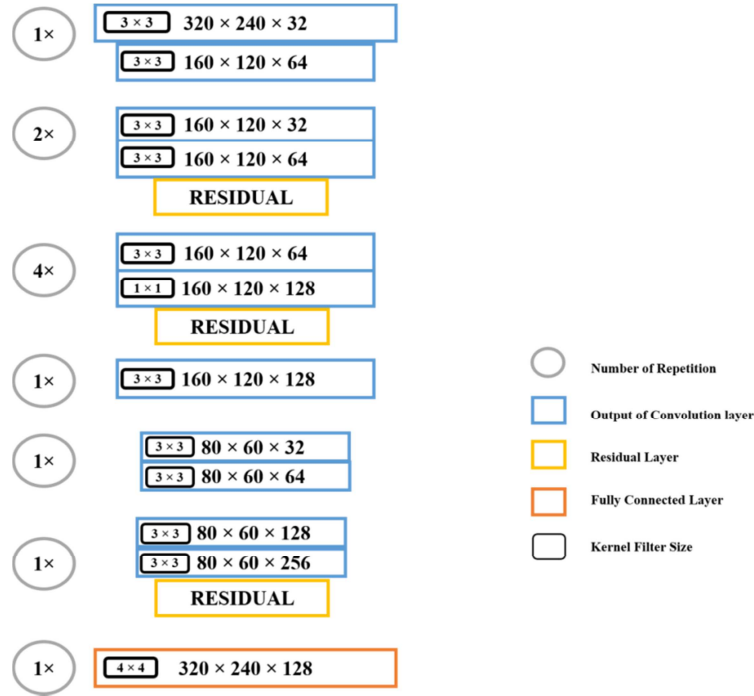 1×
3 × 3 320 × 240 × 32
3 × 3 160 × 120 × 64
2×
3 × 3 160 × 120 × 32
3 × 3 160 × 120 × 64
RESIDUAL
4×
3 × 3 160 × 120 × 64
1 × 1 160 × 120 × 128
RESIDUAL
1×
3 × 3 160 × 120 × 128
1×
3 × 3 80 × 60 × 32
3 × 3 80 × 60 × 64
1×
3 × 3 80 × 60 × 128
3 × 3 80 × 60 × 256
RESIDUAL
1×
4 × 4 320 × 240 × 128
Number of Repetition
Output of Convolution layer
Residual Layer
Fully Connected Layer
Kernel Filter Size